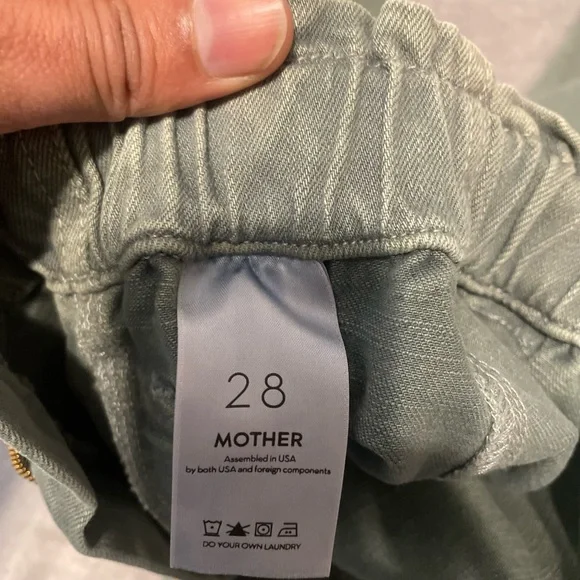 28
MOTHER
Assembled in USA
by both USA and foreign components
DO YOUR OWN LAUNDRY